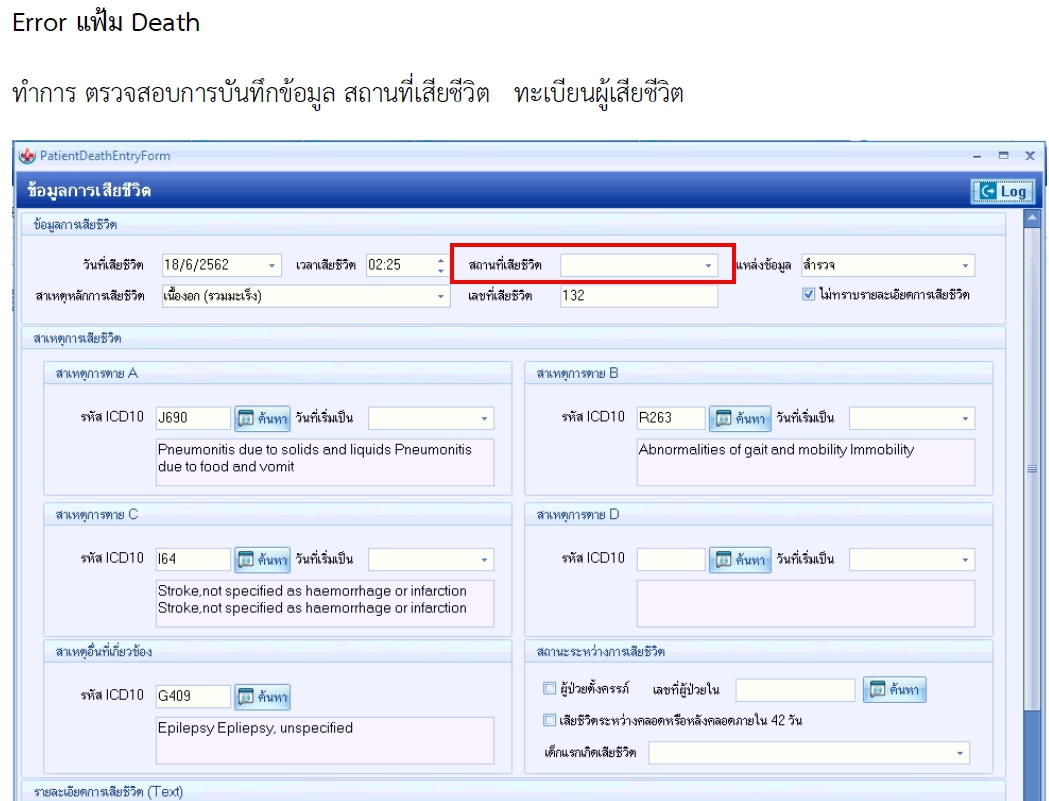 Error แฟ้ม Death
ทำการ ตรวจสอบการบันทึกข้อมูล สถานที่เสียชีวิต ทะเบียนผู้เสียชีวิต
PatientDeathEntryForm
ข้อมูลการเสียชีวิต
Log
ข้อมูลการเสียชีวิต
วันที่เสียชีวิต 18/6/2562 เวลาเสียชีวิต 02:25 สถานที่เสียชีวิต แหล่งข้อมูล สำรวจ
สาเหตุหลักการเสียชีวิต เนื้องอก (รวมมะเร็ง) เลขที่เสียชีวิต 132 ไม่ทราบรายละเอียดการเสียชีวิต
สาเหตุการเสียชีวิต
สาเหตุการตาย A
รหัส ICD10 J690 ค้นหา วันที่เริ่มเป็น
Pneumonitis due to solids and liquids Pneumonitis
due to food and vomit
สาเหตุการตาย B
รหัส ICD10 R263 ค้นหา วันที่เริ่มเป็น
Abnormalities of gait and mobility Immobility
สาเหตุการตาย C
รหัส ICD10 I64 ค้นหา วันที่เริ่มเป็น
Stroke,not specified as haemorrhage or infarction
Stroke,not specified as haemorrhage or infarction
สาเหตุการตาย D
รหัส ICD10 ค้นหา วันที่เริ่มเป็น
สาเหตุอื่นที่เกี่ยวข้อง
รหัส ICD10 G409 ค้นหา
Epilepsy Epliepsy, unspecified
สถานะระหว่างการเสียชีวิต
ผู้ป่วยตั้งครรภ์ เลขที่ผู้ป่วยใน ค้นหา
เสียชีวิตระหว่างคลอดหรือหลังคลอดภายใน 42 วัน
เด็กแรกเกิดเสียชีวิต
รายละเอียดการเสียชีวิต (Text)